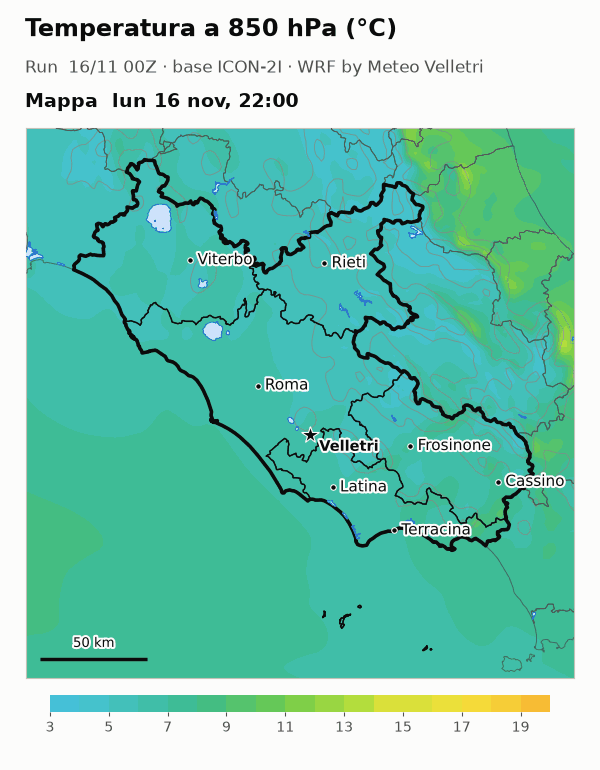 Temperatura a 850 hPa (°C)
Run  16/11 00Z · base ICON-2I · WRF by Meteo Velletri
Mappa  lun 16 nov, 22:00
Viterbo
Rieti
Roma
Velletri
Frosinone
Cassino
Latina
Terracina
50 km
3 5 7 9 11 13 15 17 19